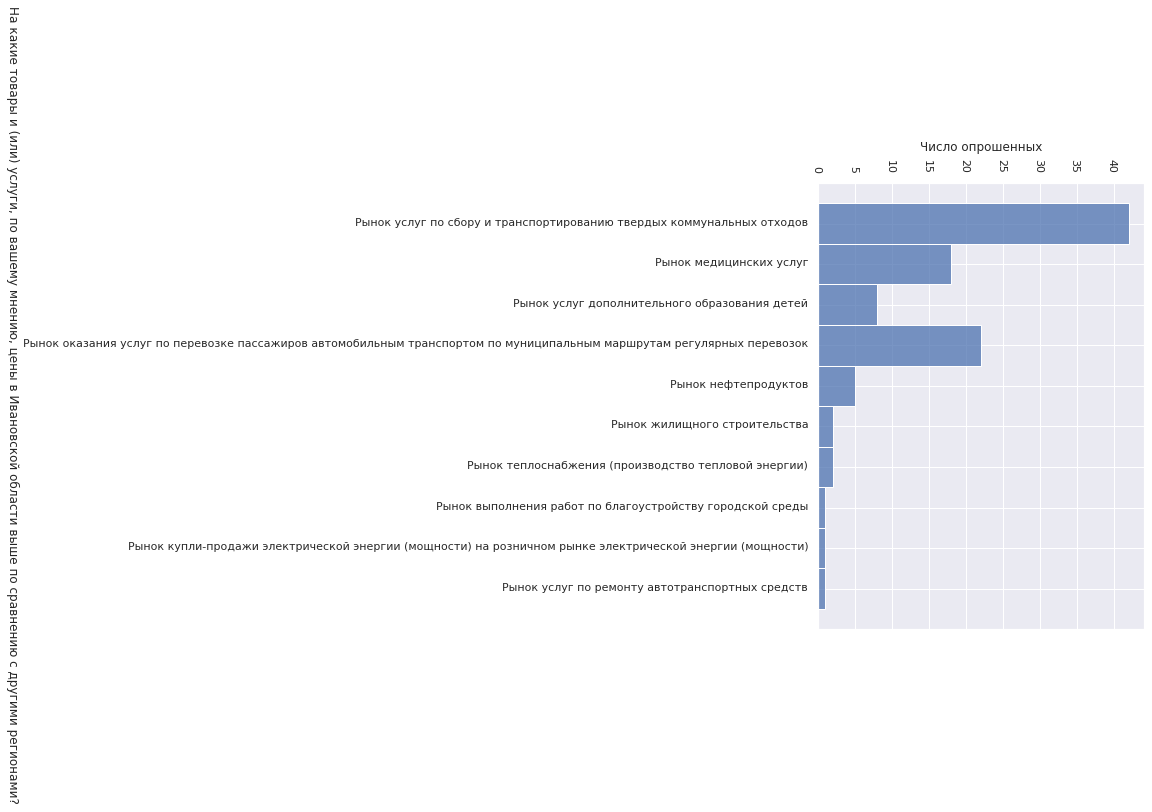 На какие товары и (или) услуги, по вашему мнению, цены в Ивановской области выше по сравнению с другими регионами?
Число опрошенных
0 5 10 15 20 25 30 35 40
Рынок услуг по сбору и транспортированию твердых коммунальных отходов
Рынок медицинских услуг
Рынок услуг дополнительного образования детей
Рынок оказания услуг по перевозке пассажиров автомобильным транспортом по муниципальным маршрутам регулярных перевозок
Рынок нефтепродуктов
Рынок жилищного строительства
Рынок теплоснабжения (производство тепловой энергии)
Рынок выполнения работ по благоустройству городской среды
Рынок купли-продажи электрической энергии (мощности) на розничном рынке электрической энергии (мощности)
Рынок услуг по ремонту автотранспортных средств